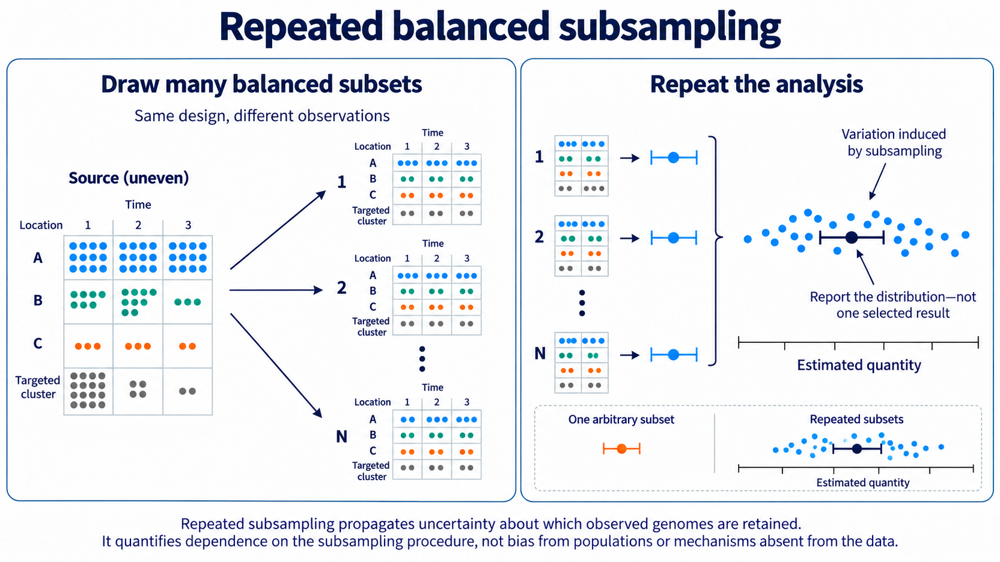 Repeated balanced subsampling
Draw many balanced subsets
Same design, different observations
Source (uneven)
Time
Location 1 2 3
A
B
C
Targeted
cluster
1
Time
Location 1 2 3
A
B
C
Targeted
cluster
2
Time
Location 1 2 3
A
B
C
Targeted
cluster
N
Time
Location 1 2 3
A
B
C
Targeted
cluster
Repeat the analysis
1
2
N
Variation induced
by subsampling
Report the distribution—not
one selected result
Estimated quantity
One arbitrary subset
Repeated subsets
Estimated quantity
Repeated subsampling propagates uncertainty about which observed genomes are retained.
It quantifies dependence on the subsampling procedure, not bias from populations or mechanisms absent from the data.